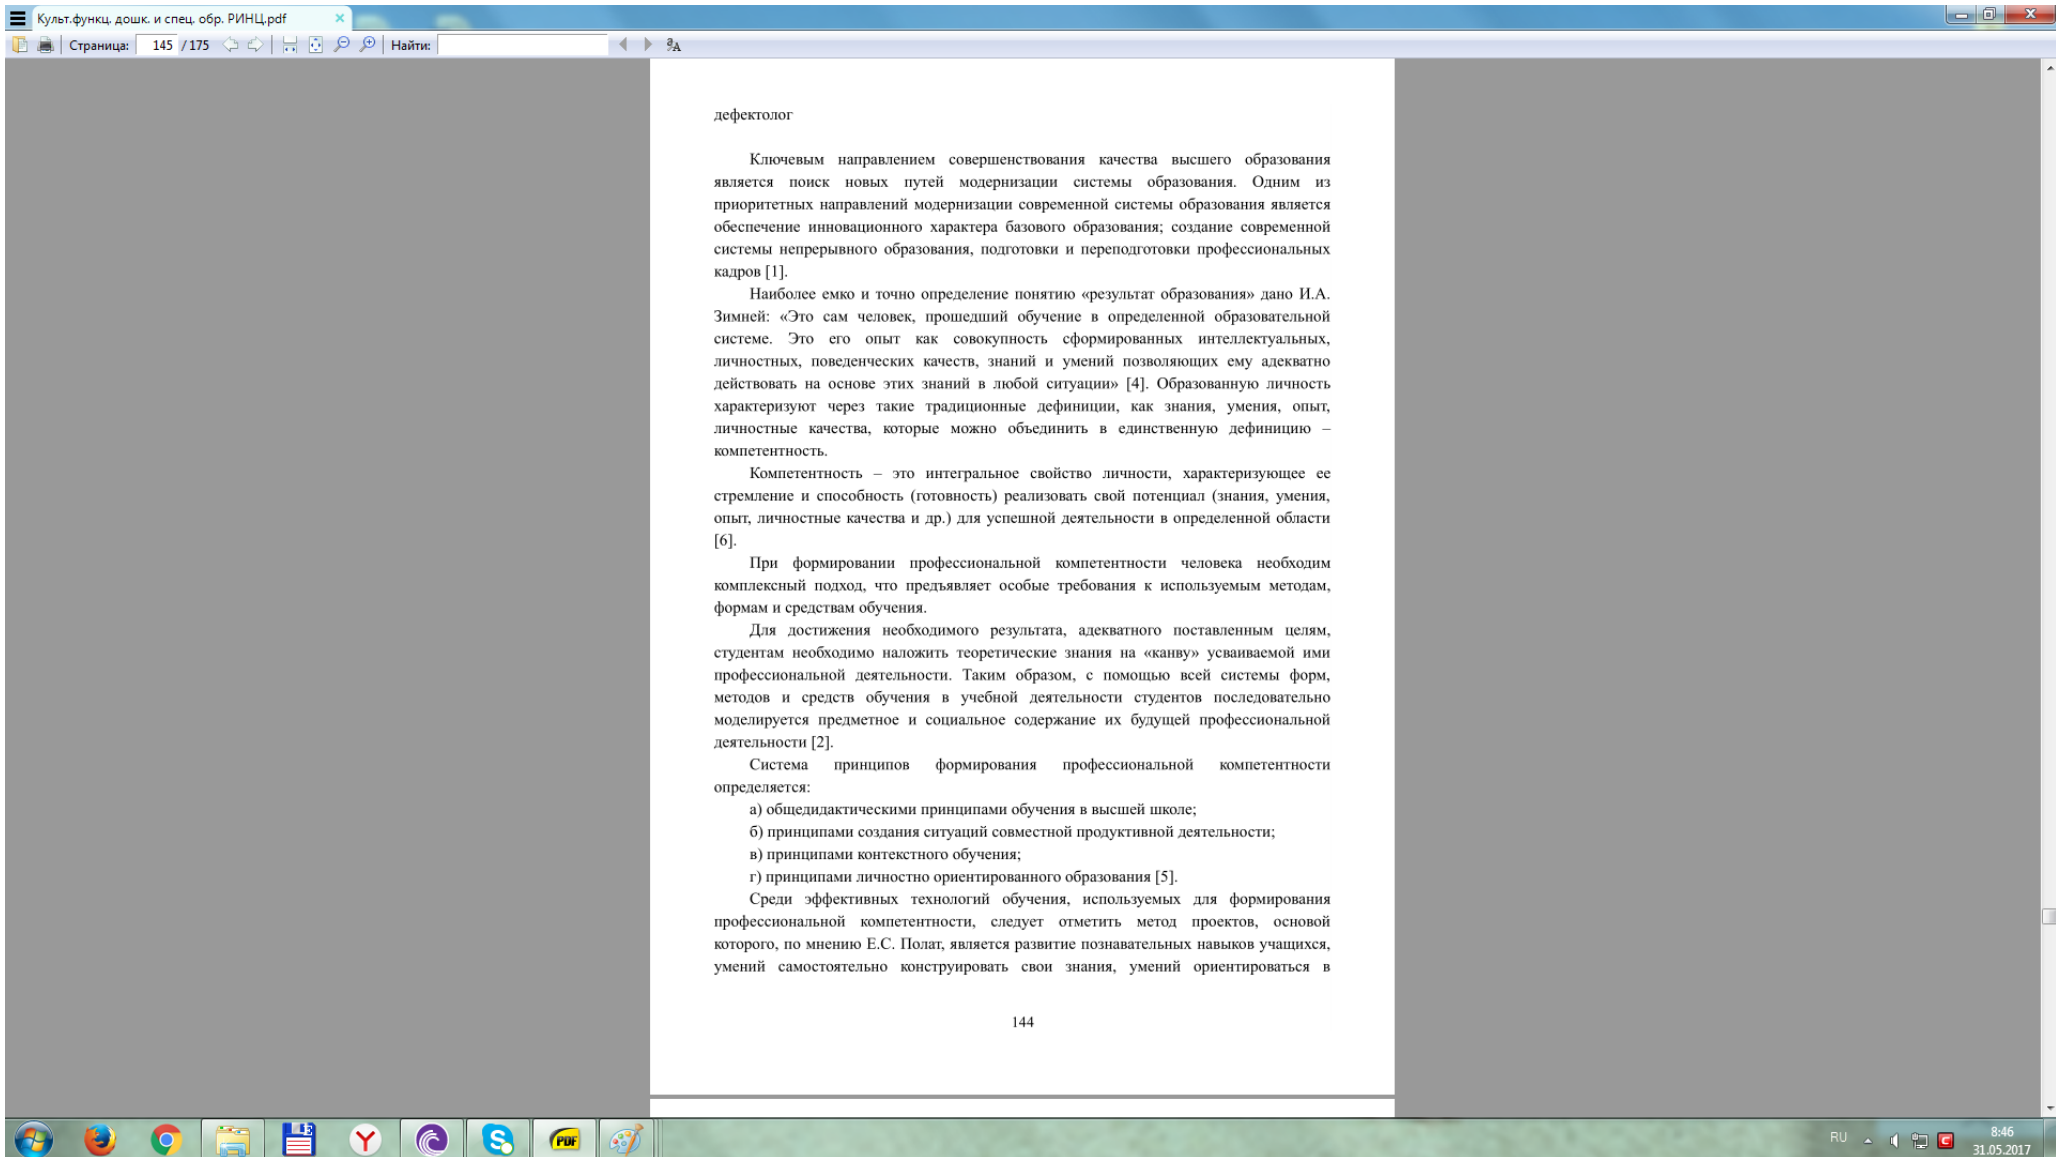 Культ.функц. дошк. и спец. обр. РИНЦ.pdf
Страница: 145 / 175 Найти:
дефектолог
Ключевым направлением совершенствования качества высшего образования
является поиск новых путей модернизации системы образования. Одним из
приоритетных направлений модернизации современной системы образования является
обеспечение инновационного характера базового образования; создание современной
системы непрерывного образования, подготовки и переподготовки профессиональных
кадров [1].
Наиболее емко и точно определение понятию «результат образования» дано И.А.
Зимней: «Это сам человек, прошедший обучение в определенной образовательной
системе. Это его опыт как совокупность сформированных интеллектуальных,
личностных, поведенческих качеств, знаний и умений позволяющих ему адекватно
действовать на основе этих знаний в любой ситуации» [4]. Образованную личность
характеризуют через такие традиционные дефиниции, как знания, умения, опыт,
личностные качества, которые можно объединить в единственную дефиницию –
компетентность.
Компетентность – это интегральное свойство личности, характеризующее ее
стремление и способность (готовность) реализовать свой потенциал (знания, умения,
опыт, личностные качества и др.) для успешной деятельности в определенной области
[6].
При формировании профессиональной компетентности человека необходим
комплексный подход, что предъявляет особые требования к используемым методам,
формам и средствам обучения.
Для достижения необходимого результата, адекватного поставленным целям,
студентам необходимо наложить теоретические знания на «канву» усваиваемой ими
профессиональной деятельности. Таким образом, с помощью всей системы форм,
методов и средств обучения в учебной деятельности студентов последовательно
моделируется предметное и социальное содержание их будущей профессиональной
деятельности [2].
Система принципов формирования профессиональной компетентности
определяется:
а) общедидактическими принципами обучения в высшей школе;
б) принципами создания ситуаций совместной продуктивной деятельности;
в) принципами контекстного обучения;
г) принципами личностно ориентированного образования [5].
Среди эффективных технологий обучения, используемых для формирования
профессиональной компетентности, следует отметить метод проектов, основой
которого, по мнению Е.С. Полат, является развитие познавательных навыков учащихся,
умений самостоятельно конструировать свои знания, умений ориентироваться в
144
PDF
RU 8:46
31.05.2017